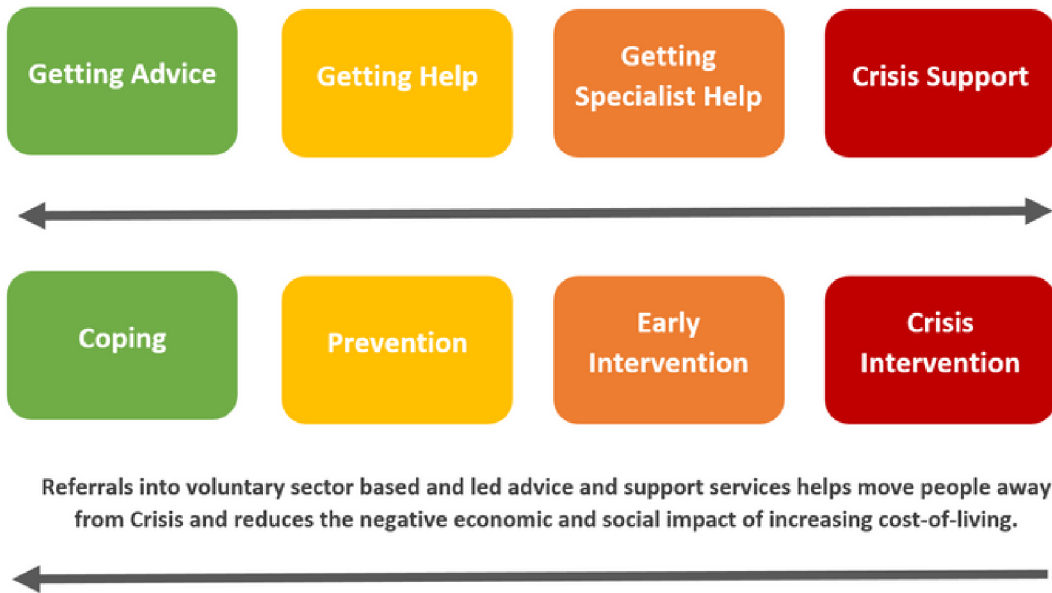 Getting Advice
Getting Help
Getting
Specialist Help
Crisis Support
Coping
Prevention
Early
Intervention
Crisis
Intervention
Referrals into voluntary sector based and led advice and support services helps move people away
from Crisis and reduces the negative economic and social impact of increasing cost-of-living.